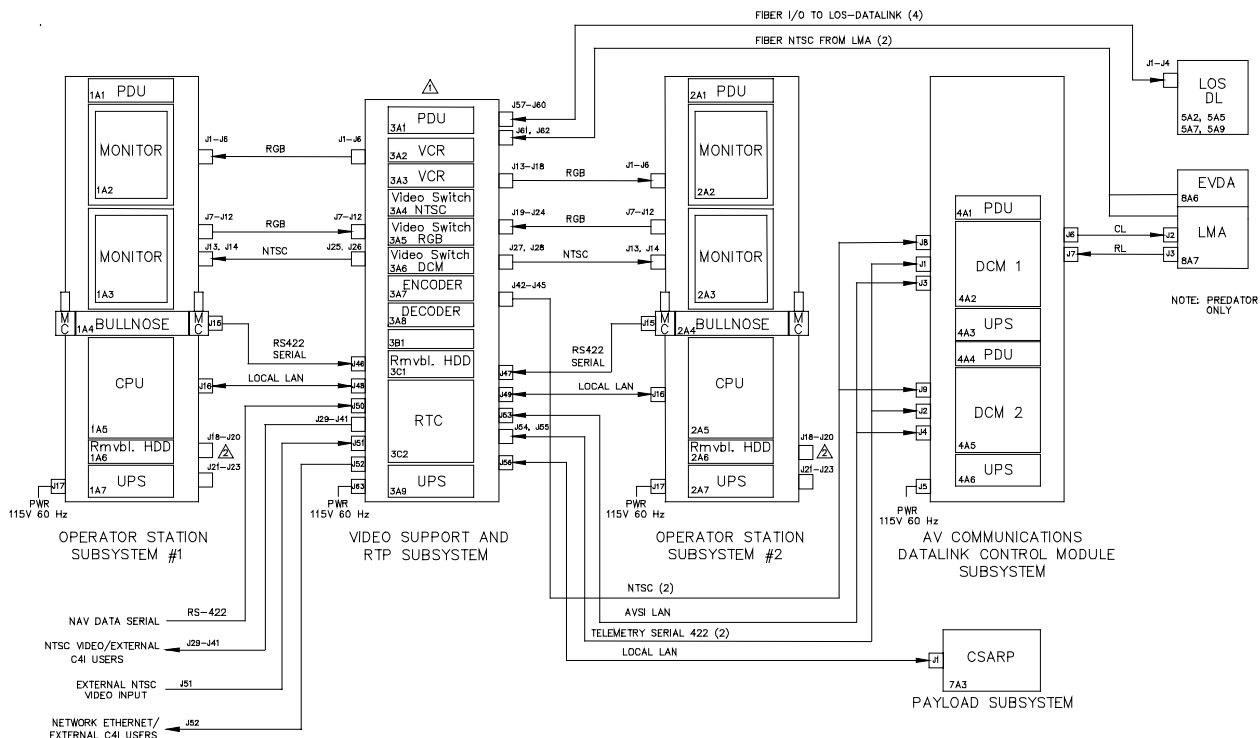 FIBER I/O TO LOS-DATALINK (4)
FIBER NTSC FROM LMA (2)
PDU
1A1
MONITOR
1A2
MONITOR
1A3
MC
BULLNOSE
1A4
MC
CPU
1A5
Rmvbl. HDD
1A6
UPS
1A7
J1-J6
J7-J12
J13, J14
J15
J16
J18-J20
2
J21-J23
J17
PWR
115V 60 Hz
OPERATOR STATION
SUBSYSTEM #1
RGB
RGB
NTSC
RS422
SERIAL
LOCAL LAN
1
J1-J6
J7-J12
J25, J26
J46
J48
J50
J29-J41
J51
J52
J63
PWR
115V 60 Hz
PDU
3A1
VCR
3A2
VCR
3A3
Video Switch
3A4 NTSC
Video Switch
3A5 RGB
Video Switch
3A6 DCM
ENCODER
3A7
DECODER
3A8
3B1
Rmvbl. HDD
3C1
RTC
3C2
UPS
3A9
VIDEO SUPPORT AND
RTP SUBSYSTEM
J57-J60
J61, J62
J13-J18
J19-J24
J27, J28
J42-J45
J47
J49
J53
J54, J55
J56
RGB
RGB
NTSC
RS422
SERIAL
LOCAL LAN
J1-J6
J7-J12
J13, J14
J15
J16
J17
PWR
115V 60 Hz
PDU
2A1
MONITOR
2A2
MONITOR
2A3
MC
BULLNOSE
2A4
MC
CPU
2A5
Rmvbl. HDD
2A6
UPS
2A7
J18-J20
2
J21-J23
OPERATOR STATION
SUBSYSTEM #2
J8
J1
J3
J9
J2
J4
J5
PWR
115V 60 Hz
PDU
4A1
DCM 1
4A2
UPS
4A3
PDU
4A4
DCM 2
4A5
UPS
4A6
J6
J7
CL
RL
J2
J3
AV COMMUNICATIONS
DATALINK CONTROL MODULE
SUBSYSTEM
J1-J4
LOS
DL
5A2, 5A5
5A7, 5A9
EVDA
8A6
LMA
8A7
NOTE: PREDATOR
ONLY
NTSC (2)
AVSI LAN
TELEMETRY SERIAL 422 (2)
LOCAL LAN
J1
CSARP
7A3
PAYLOAD SUBSYSTEM
NAV DATA SERIAL
RS-422
NTSC VIDEO/EXTERNAL
C4I USERS
J29-J41
EXTERNAL NTSC
VIDEO INPUT
J51
NETWORK ETHERNET/
EXTERNAL C4I USERS
J52